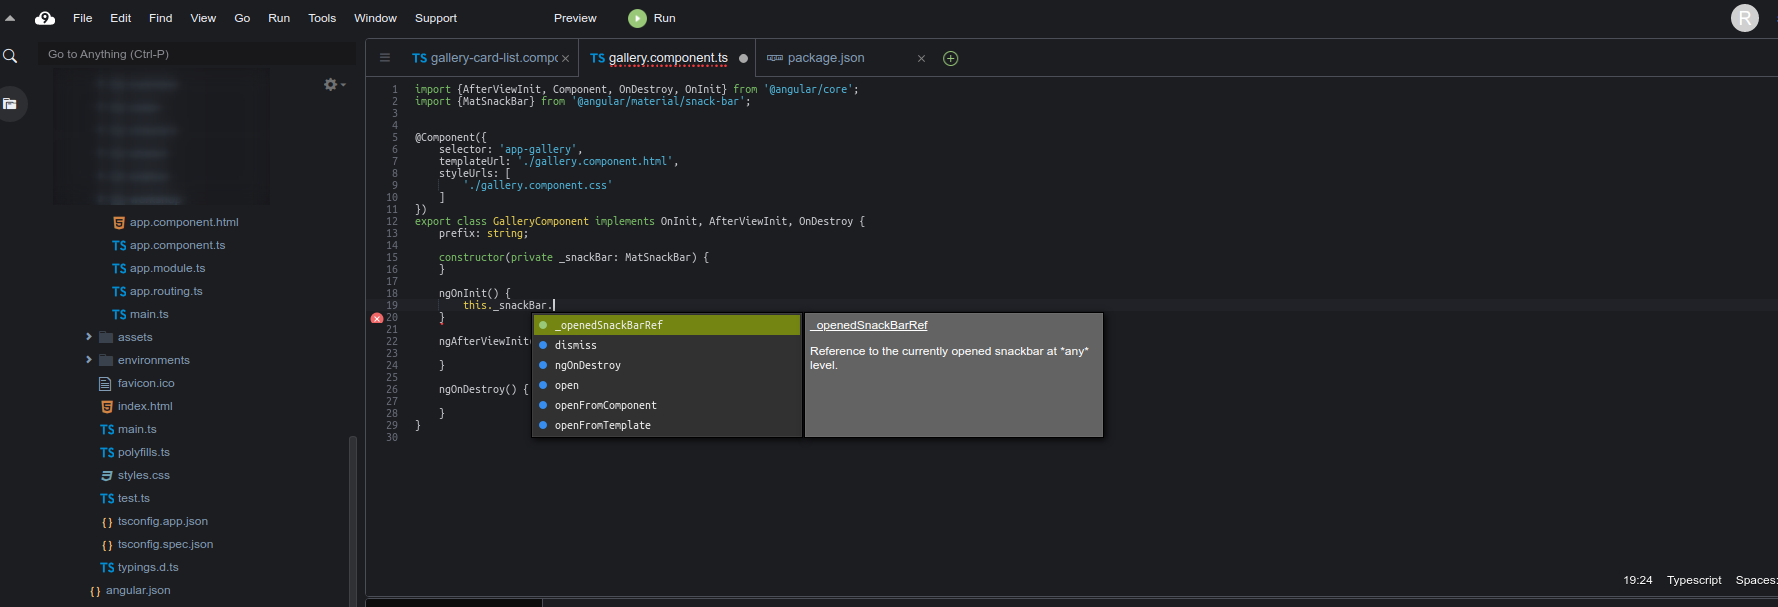 File Edit Find View Go Run Tools Window Support Preview Run R
Go to Anything (Ctrl-P)
TS gallery-card-list.compo × TS gallery.component.ts package.json ×
app.component.html
TS app.component.ts
TS app.module.ts
TS app.routing.ts
TS main.ts
assets
environments
favicon.ico
index.html
TS main.ts
TS polyfills.ts
styles.css
TS test.ts
{} tsconfig.app.json
{} tsconfig.spec.json
TS typings.d.ts
{} angular.json
1 import {AfterViewInit, Component, OnDestroy, OnInit} from '@angular/core';
2 import {MatSnackBar} from '@angular/material/snack-bar';
3
4
5 @Component({
6 selector: 'app-gallery',
7 templateUrl: './gallery.component.html',
8 styleUrls: [
9 './gallery.component.css'
10 ]
11 })
12 export class GalleryComponent implements OnInit, AfterViewInit, OnDestroy {
13 prefix: string;
14
15 constructor(private _snackBar: MatSnackBar) {
16 }
17
18 ngOnInit() {
19 this._snackBar.
20 }
21
22 ngAfterViewInit
23
24 }
25
26 ngOnDestroy() {
27
28 }
29 }
30
_openedSnackBarRef
dismiss
ngOnDestroy
open
openFromComponent
openFromTemplate
_openedSnackBarRef
Reference to the currently opened snackbar at *any*
level.
19:24 Typescript Spaces: